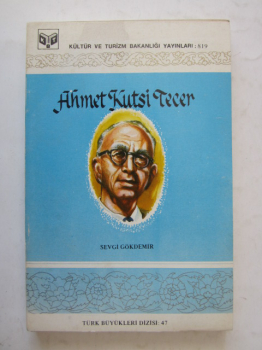 KÜLTÜR VE TURİZM BAKANLIĞI YAYINLARI : 819
Ahmet Kutsi Tecer
SEVGİ GÖKDEMİR
TÜRK BÜYÜKLERİ DİZİSİ: 47